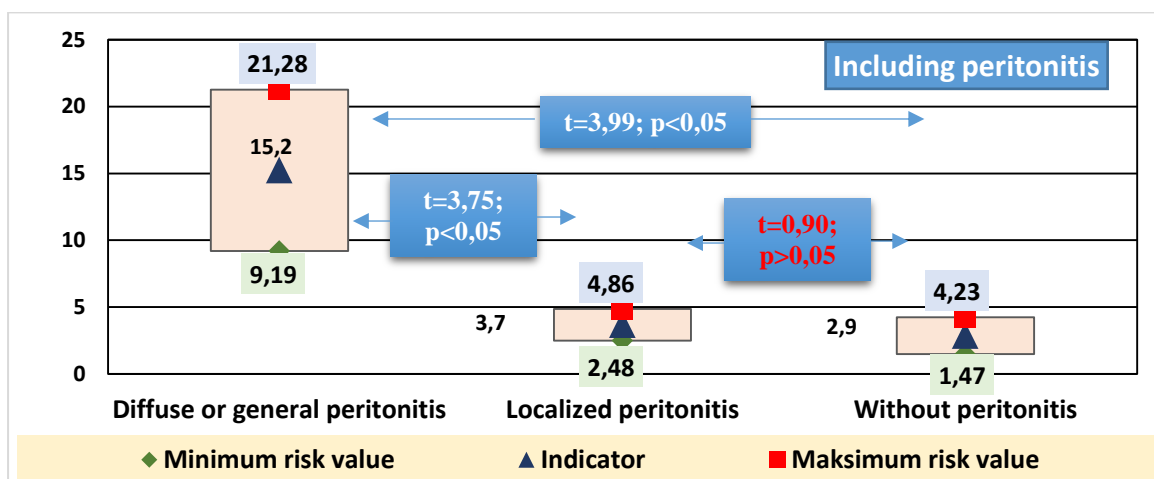 25
20
15
10
5
0
Including peritonitis
21,28
15,2
9,19
t=3,99; p<0,05
t=3,75;
p<0,05
t=0,90;
p>0,05
4,86
3,7
2,48
4,23
2,9
1,47
Diffuse or general peritonitis
Localized peritonitis
Without peritonitis
Minimum risk value
Indicator
Maksimum risk value